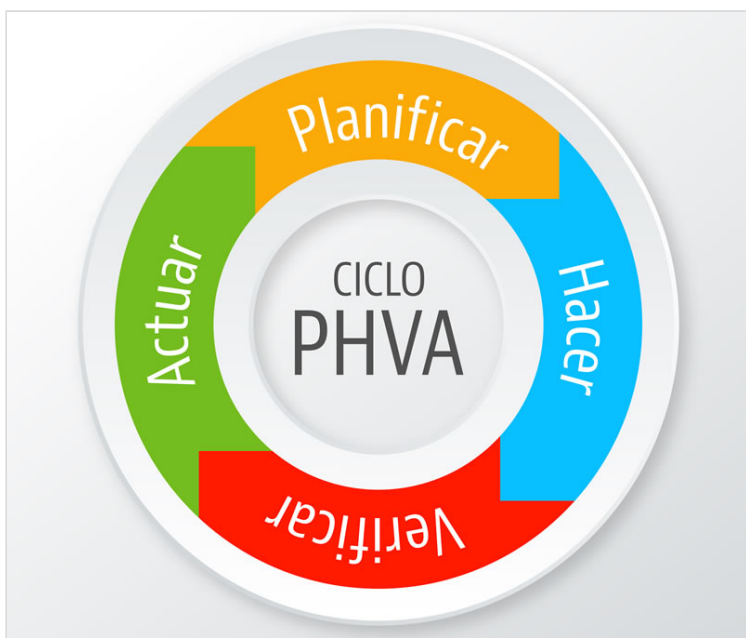 Planificar
Hacer
Verificar
Actuar
CICLO
PHVA